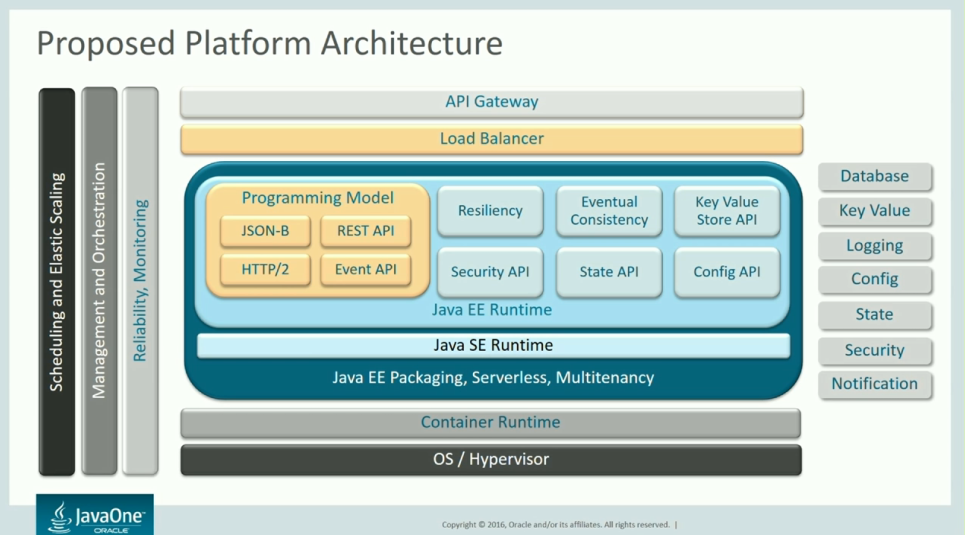 Proposed Platform Architecture
Scheduling and Elastic Scaling
Management and Orchestration
Reliability, Monitoring
API Gateway
Load Balancer
Programming Model
JSON-B
REST API
HTTP/2
Event API
Resiliency
Eventual
Consistency
Key Value
Store API
Security API
State API
Config API
Java EE Runtime
Java SE Runtime
Java EE Packaging, Serverless, Multitenancy
Container Runtime
OS / Hypervisor
Database
Key Value
Logging
Config
State
Security
Notification
JavaOne™
ORACLE
Copyright © 2016, Oracle and/or its affiliates. All rights reserved. |